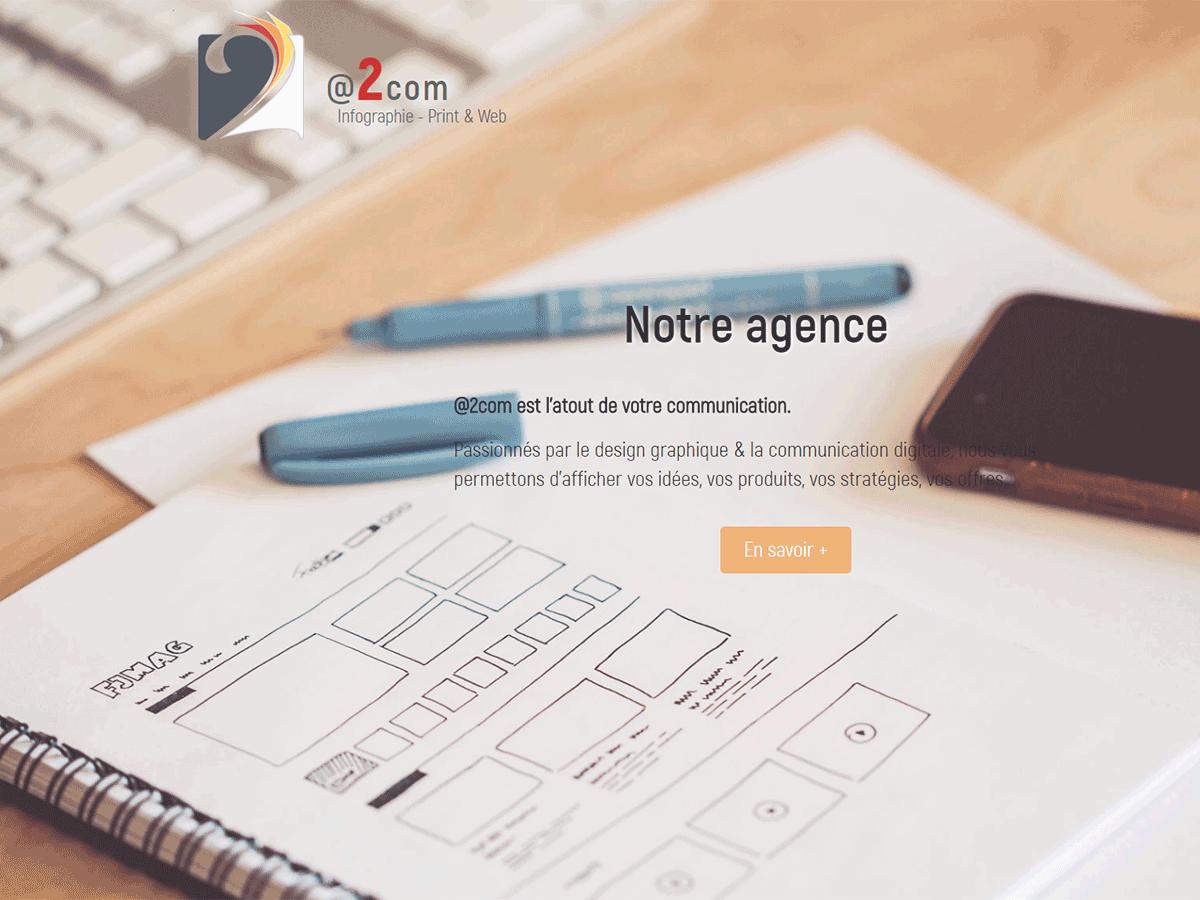 @2com
Infographie - Print & Web
Notre agence
@2com est l'atout de votre communication.
Passionnés par le design graphique & la communication digitale, nous vous
permettons d'afficher vos idées, vos produits, vos stratégies, vos offres.
En savoir +
FJMAG